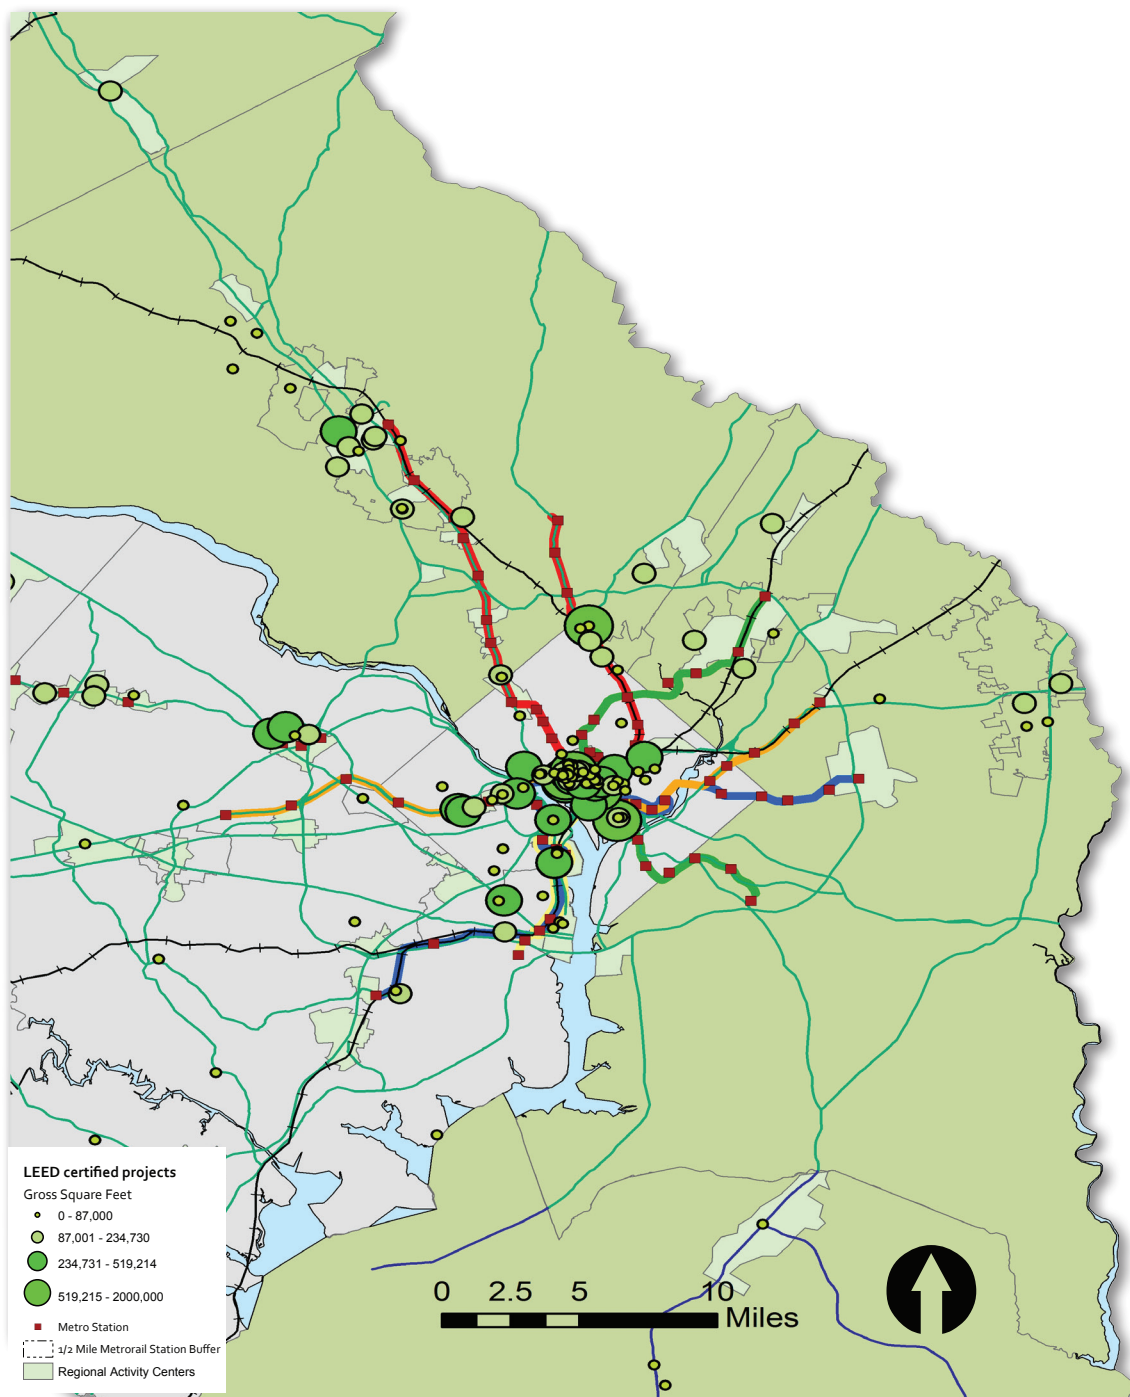 LEED certified projects
Gross Square Feet
0 - 87,000
87,001 - 234,730
234,731 - 519,214
519,215 - 2000,000
Metro Station
1/2 Mile Metrorail Station Buffer
Regional Activity Centers
0 2.5 5 10
Miles